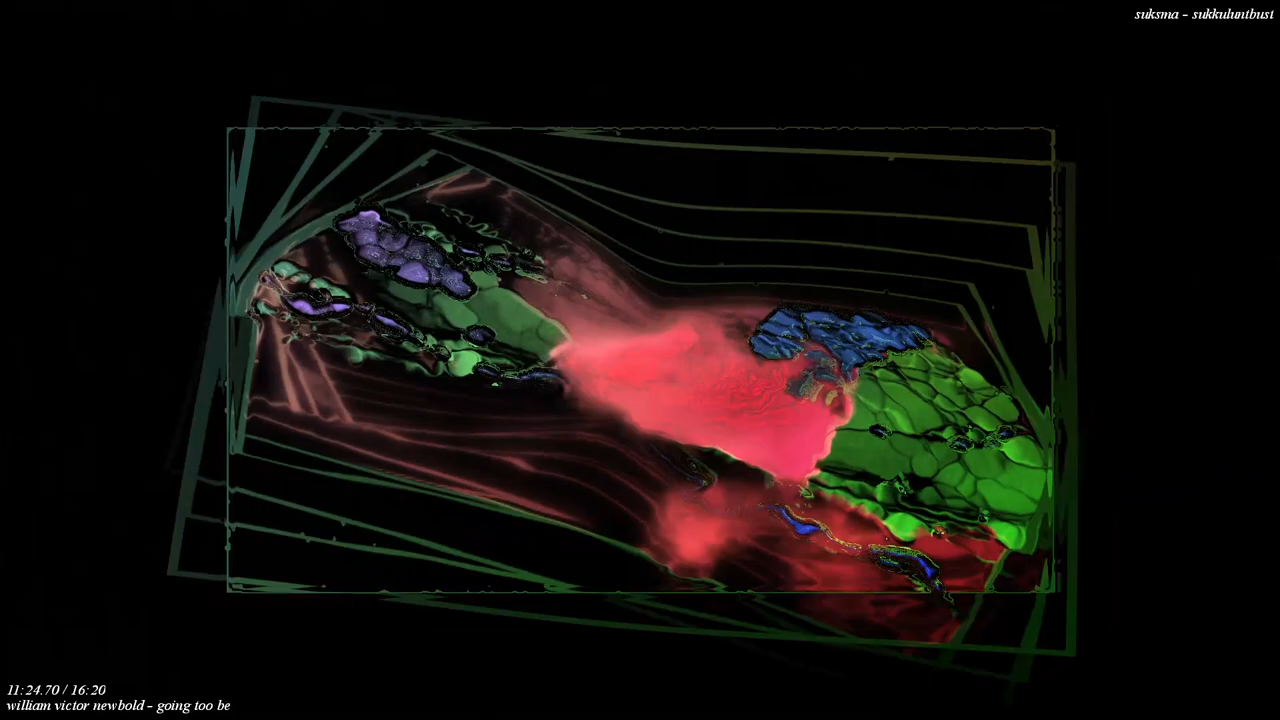 suksma - sukkuluntbust
11:24.70 / 16:20
william victor newbold - going too be